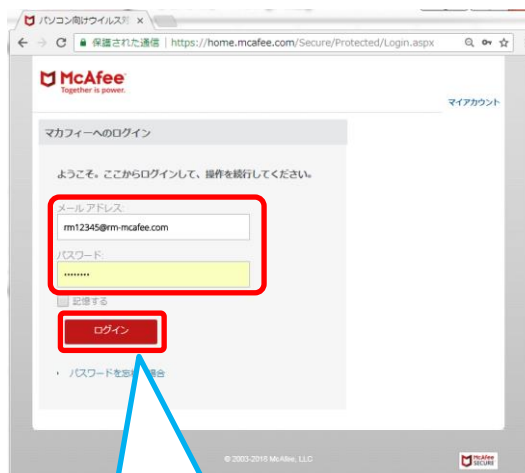 パソコン向けウイルス対
保護された通信 | https://home.mcafee.com/Secure/Protected/Login.aspx
McAfee
Together is power.
マイアカウント
マカフィーへのログイン
ようこそ。ここからログインして、操作を続行してください。
メール アドレス:
rm12345@rm-mcafee.com
パスワード:
••••••••
記憶する
ログイン
パスワードを忘れ 場合
© 2003-2018 McAfee, LLC
McAfee
SECURE